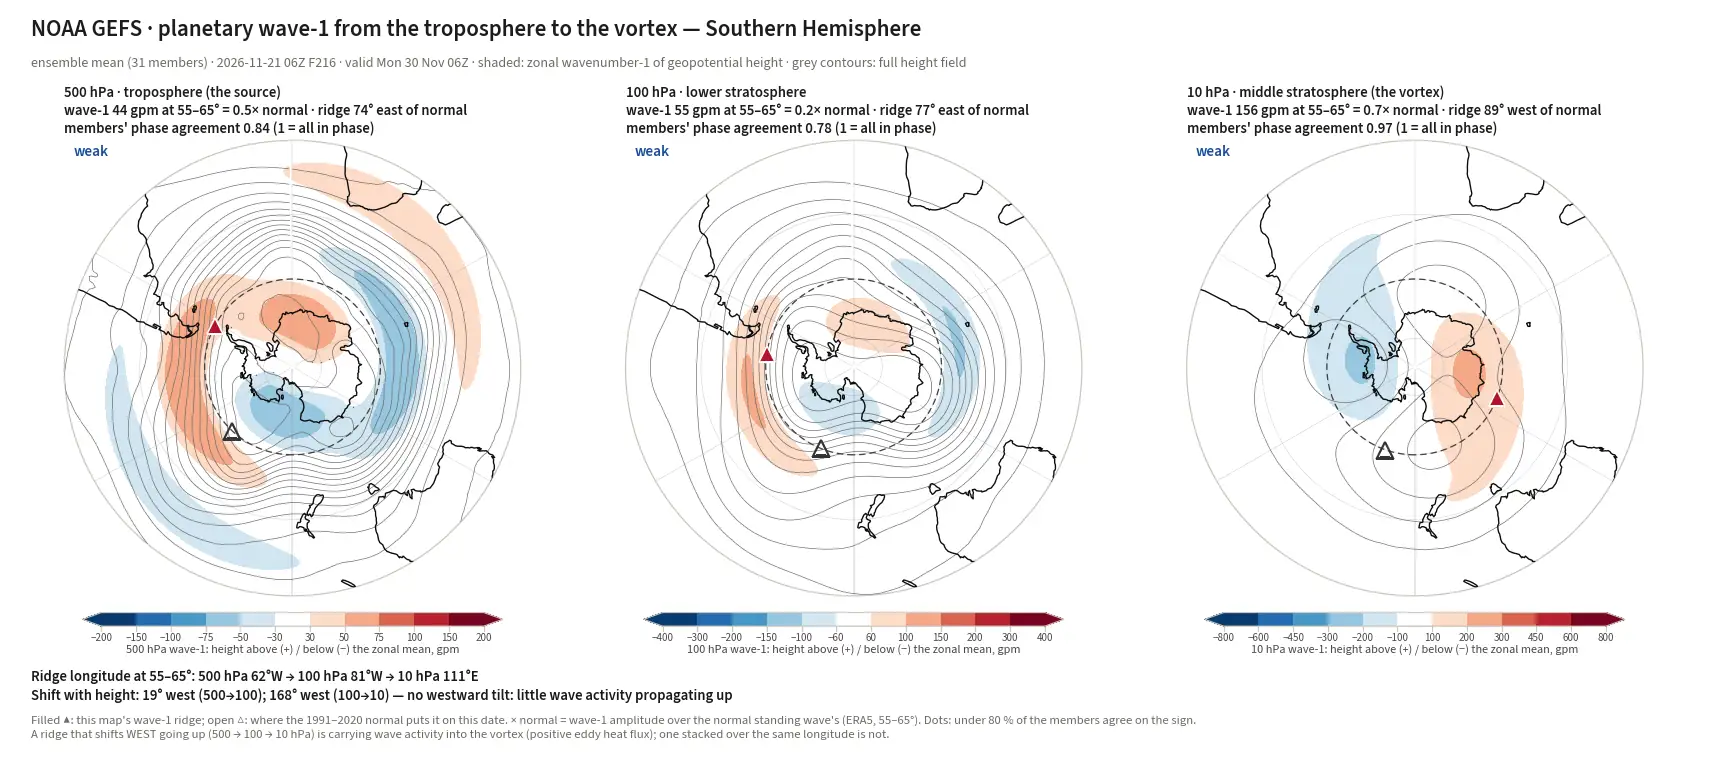 NOAA GEFS · planetary wave-1 from the troposphere to the vortex — Southern Hemisphere
ensemble mean (31 members) · 2026-11-21 06Z F216 · valid Mon 30 Nov 06Z · shaded: zonal wavenumber-1 of geopotential height · grey contours: full height field
500 hPa · troposphere (the source)
wave-1 44 gpm at 55–65° = 0.5× normal · ridge 74° east of normal
members' phase agreement 0.84 (1 = all in phase)
weak
100 hPa · lower stratosphere
wave-1 55 gpm at 55–65° = 0.2× normal · ridge 77° east of normal
members' phase agreement 0.78 (1 = all in phase)
weak
10 hPa · middle stratosphere (the vortex)
wave-1 156 gpm at 55–65° = 0.7× normal · ridge 89° west of normal
members' phase agreement 0.97 (1 = all in phase)
weak
−200 −150 −100 −75 −50 −30 30 50 75 100 150 200
500 hPa wave-1: height above (+) / below (−) the zonal mean, gpm
−400 −300 −200 −150 −100 −60 60 100 150 200 300 400
100 hPa wave-1: height above (+) / below (−) the zonal mean, gpm
−800 −600 −450 −300 −200 −100 100 200 300 450 600 800
10 hPa wave-1: height above (+) / below (−) the zonal mean, gpm
Ridge longitude at 55–65°: 500 hPa 62°W → 100 hPa 81°W → 10 hPa 111°E
Shift with height: 19° west (500→100); 168° west (100→10) — no westward tilt: little wave activity propagating up
Filled ▲: this map's wave-1 ridge; open △: where the 1991–2020 normal puts it on this date. × normal = wave-1 amplitude over the normal standing wave's (ERA5, 55–65°). Dots: under 80 % of the members agree on the sign.
A ridge that shifts WEST going up (500 → 100 → 10 hPa) is carrying wave activity into the vortex (positive eddy heat flux); one stacked over the same longitude is not.